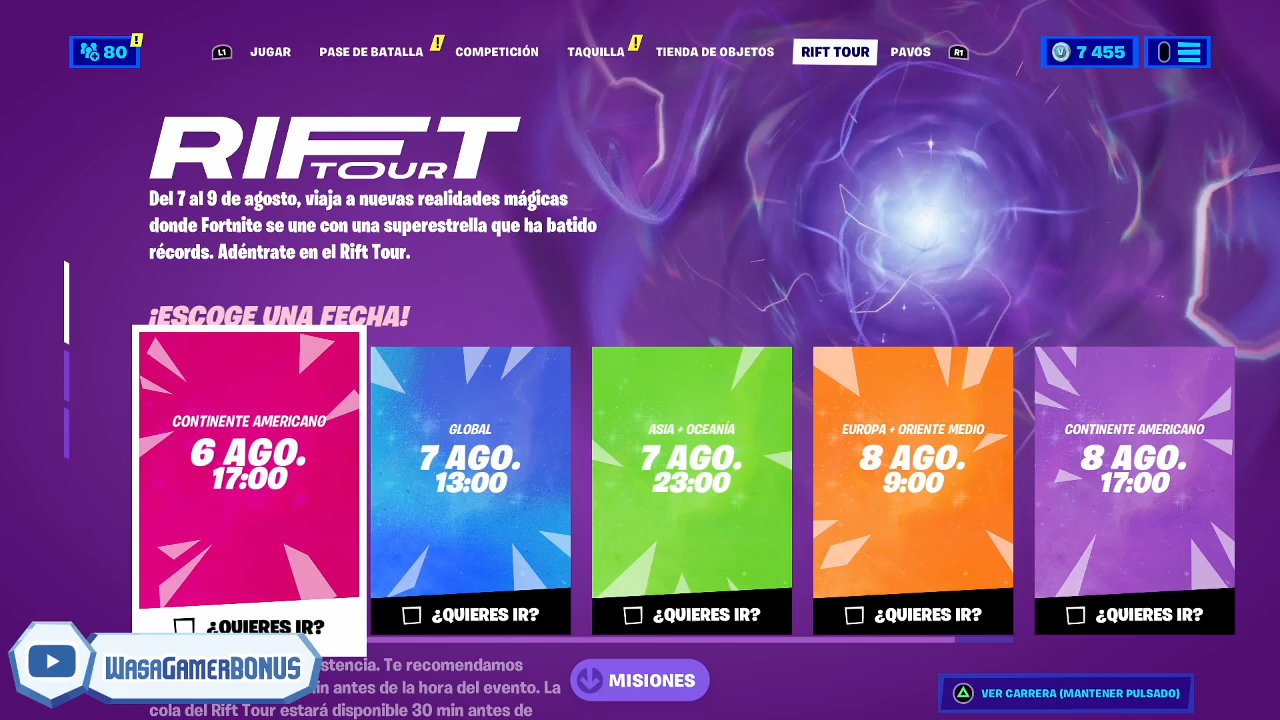 80
L1
JUGAR
PASE DE BATALLA
COMPETICIÓN
TAQUILLA
TIENDA DE OBJETOS
RIFT TOUR
PAVOS
R1
7 455
RIFT
TOUR
Del 7 al 9 de agosto, viaja a nuevas realidades mágicas
donde Fortnite se une con una superestrella que ha batido
récords. Adéntrate en el Rift Tour.
¡ESCOGE UNA FECHA!
CONTINENTE AMERICANO
6 AGO.
17:00
¿QUIERES IR?
GLOBAL
7 AGO.
13:00
¿QUIERES IR?
ASIA + OCEANÍA
7 AGO.
23:00
¿QUIERES IR?
EUROPA + ORIENTE MEDIO
8 AGO.
9:00
¿QUIERES IR?
CONTINENTE AMERICANO
8 AGO.
17:00
¿QUIERES IR?
Te recomendamos
antes de la hora del evento. La
cola del Rift Tour estará disponible 30 min antes de
WASAGAMERBONUS
MISIONES
VER CARRERA (MANTENER PULSADO)